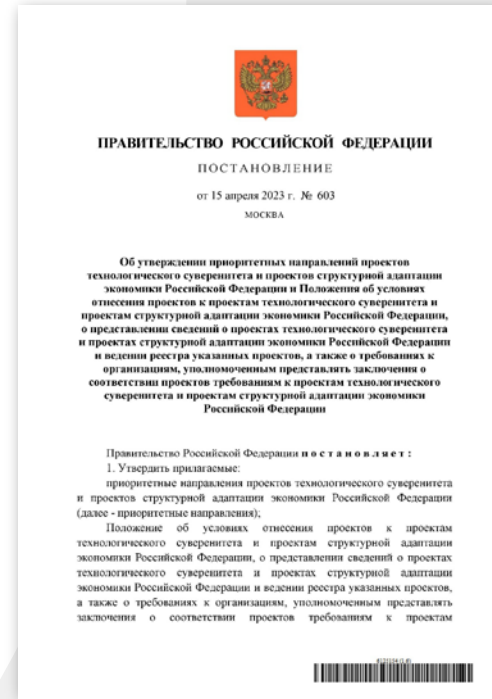 ПРАВИТЕЛЬСТВО РОССИЙСКОЙ ФЕДЕРАЦИИ
ПОСТАНОВЛЕНИЕ
от 15 апреля 2023 г. № 603
МОСКВА
Об утверждении приоритетных направлений проектов
технологического суверенитета и проектов структурной адаптации
экономики Российской Федерации и Положения об условиях
отнесения проектов к проектам технологического суверенитета и
проектам структурной адаптации экономики Российской Федерации,
о представлении сведений о проектах технологического суверенитета
и проектах структурной адаптации экономики Российской Федерации
и ведении реестра указанных проектов, а также о требованиях к
организациям, уполномоченным представлять заключения о
соответствии проектов требованиям к проектам технологического
суверенитета и проектам структурной адаптации экономики
Российской Федерации
Правительство Российской Федерации постановляет:
1. Утвердить прилагаемые:
приоритетные направления проектов технологического суверенитета
и проектов структурной адаптации экономики Российской Федерации
(далее - приоритетные направления);
Положение об условиях отнесения проектов к проектам
технологического суверенитета и проектам структурной адаптации
экономики Российской Федерации, о представлении сведений о проектах
технологического суверенитета и проектах структурной адаптации
экономики Российской Федерации и ведении реестра указанных проектов,
а также о требованиях к организациям, уполномоченным представлять
заключения о соответствии проектов требованиям к проектам